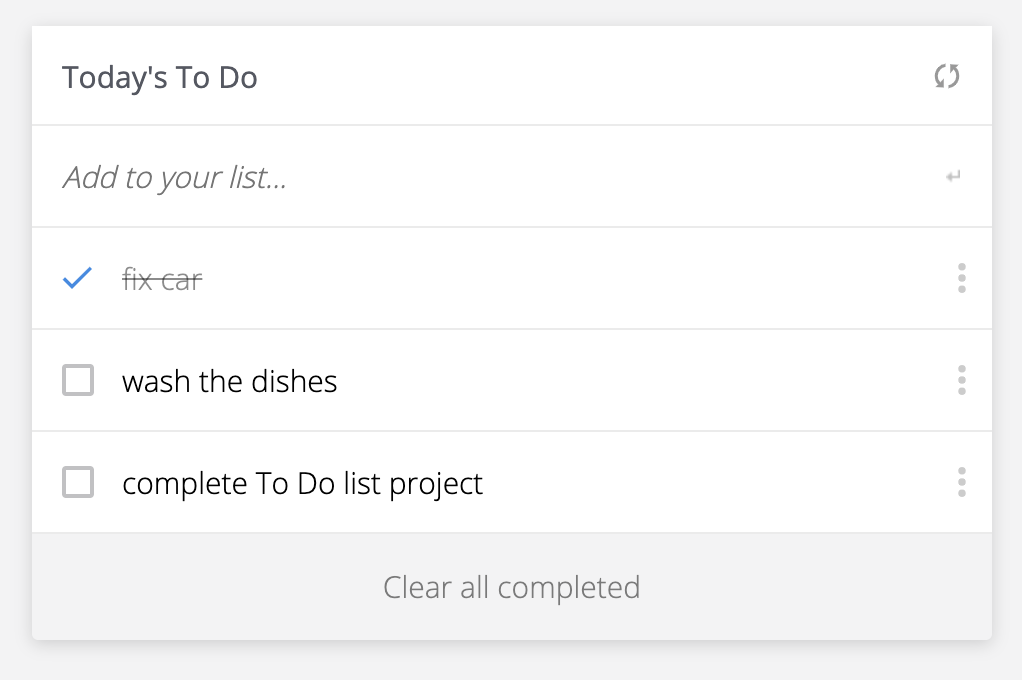 Today's To Do
Add to your list...
fix car
wash the dishes
complete To Do list project
Clear all completed